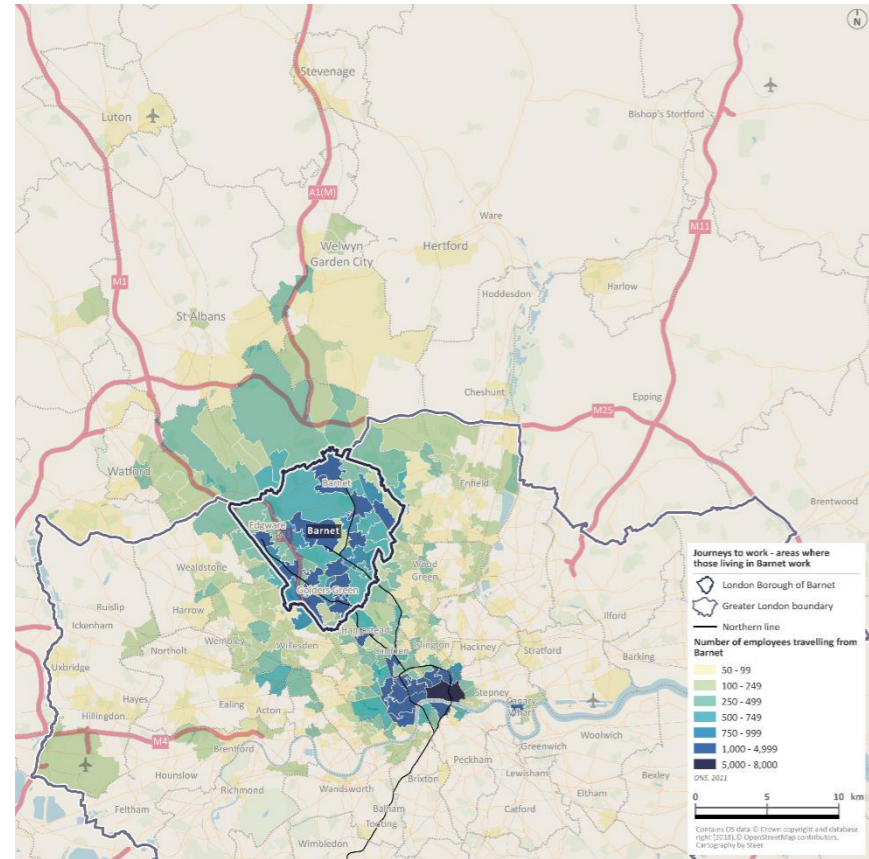 N
Stevenage
Luton
Bishop's Stortford
A1(M)
Ware
M11
Welwyn
Garden City
Hertford
M1
Harlow
Hoddesdon
St Albans
Cheshunt
Epping
M25
Watford
Barnet
Enfield
Brentwood
Edgware
Barnet
Wealdstone
Wood
Green
Golders Green
Ruislip
Harrow
Ickenham
Wembley
Hampstead
Ilford
Northolt
Willesden
Islington
Hackney
Stratford
Camden
Barking
Uxbridge
Stepney
Hayes
Ealing
Acton
Canary
Wharf
Hillingdon
Woolwich
M4
Brentford
Greenwich
Peckham
Hounslow
Brixton
Lewisham
Bexley
Richmond
Wandsworth
Eltham
Feltham
Balham
Catford
Tooting
Wimbledon
Journeys to work - areas where
those living in Barnet work
London Borough of Barnet
Greater London boundary
Northern line
Number of employees travelling from
Barnet
50 - 99
100 - 249
250 - 499
500 - 749
750 - 999
1,000 - 4,999
5,000 - 8,000
ONS, 2011
0 5 10 km
Contains OS data © Crown copyright and database
right (2018).© OpenStreetMap contributors,
Cartography by Steer.